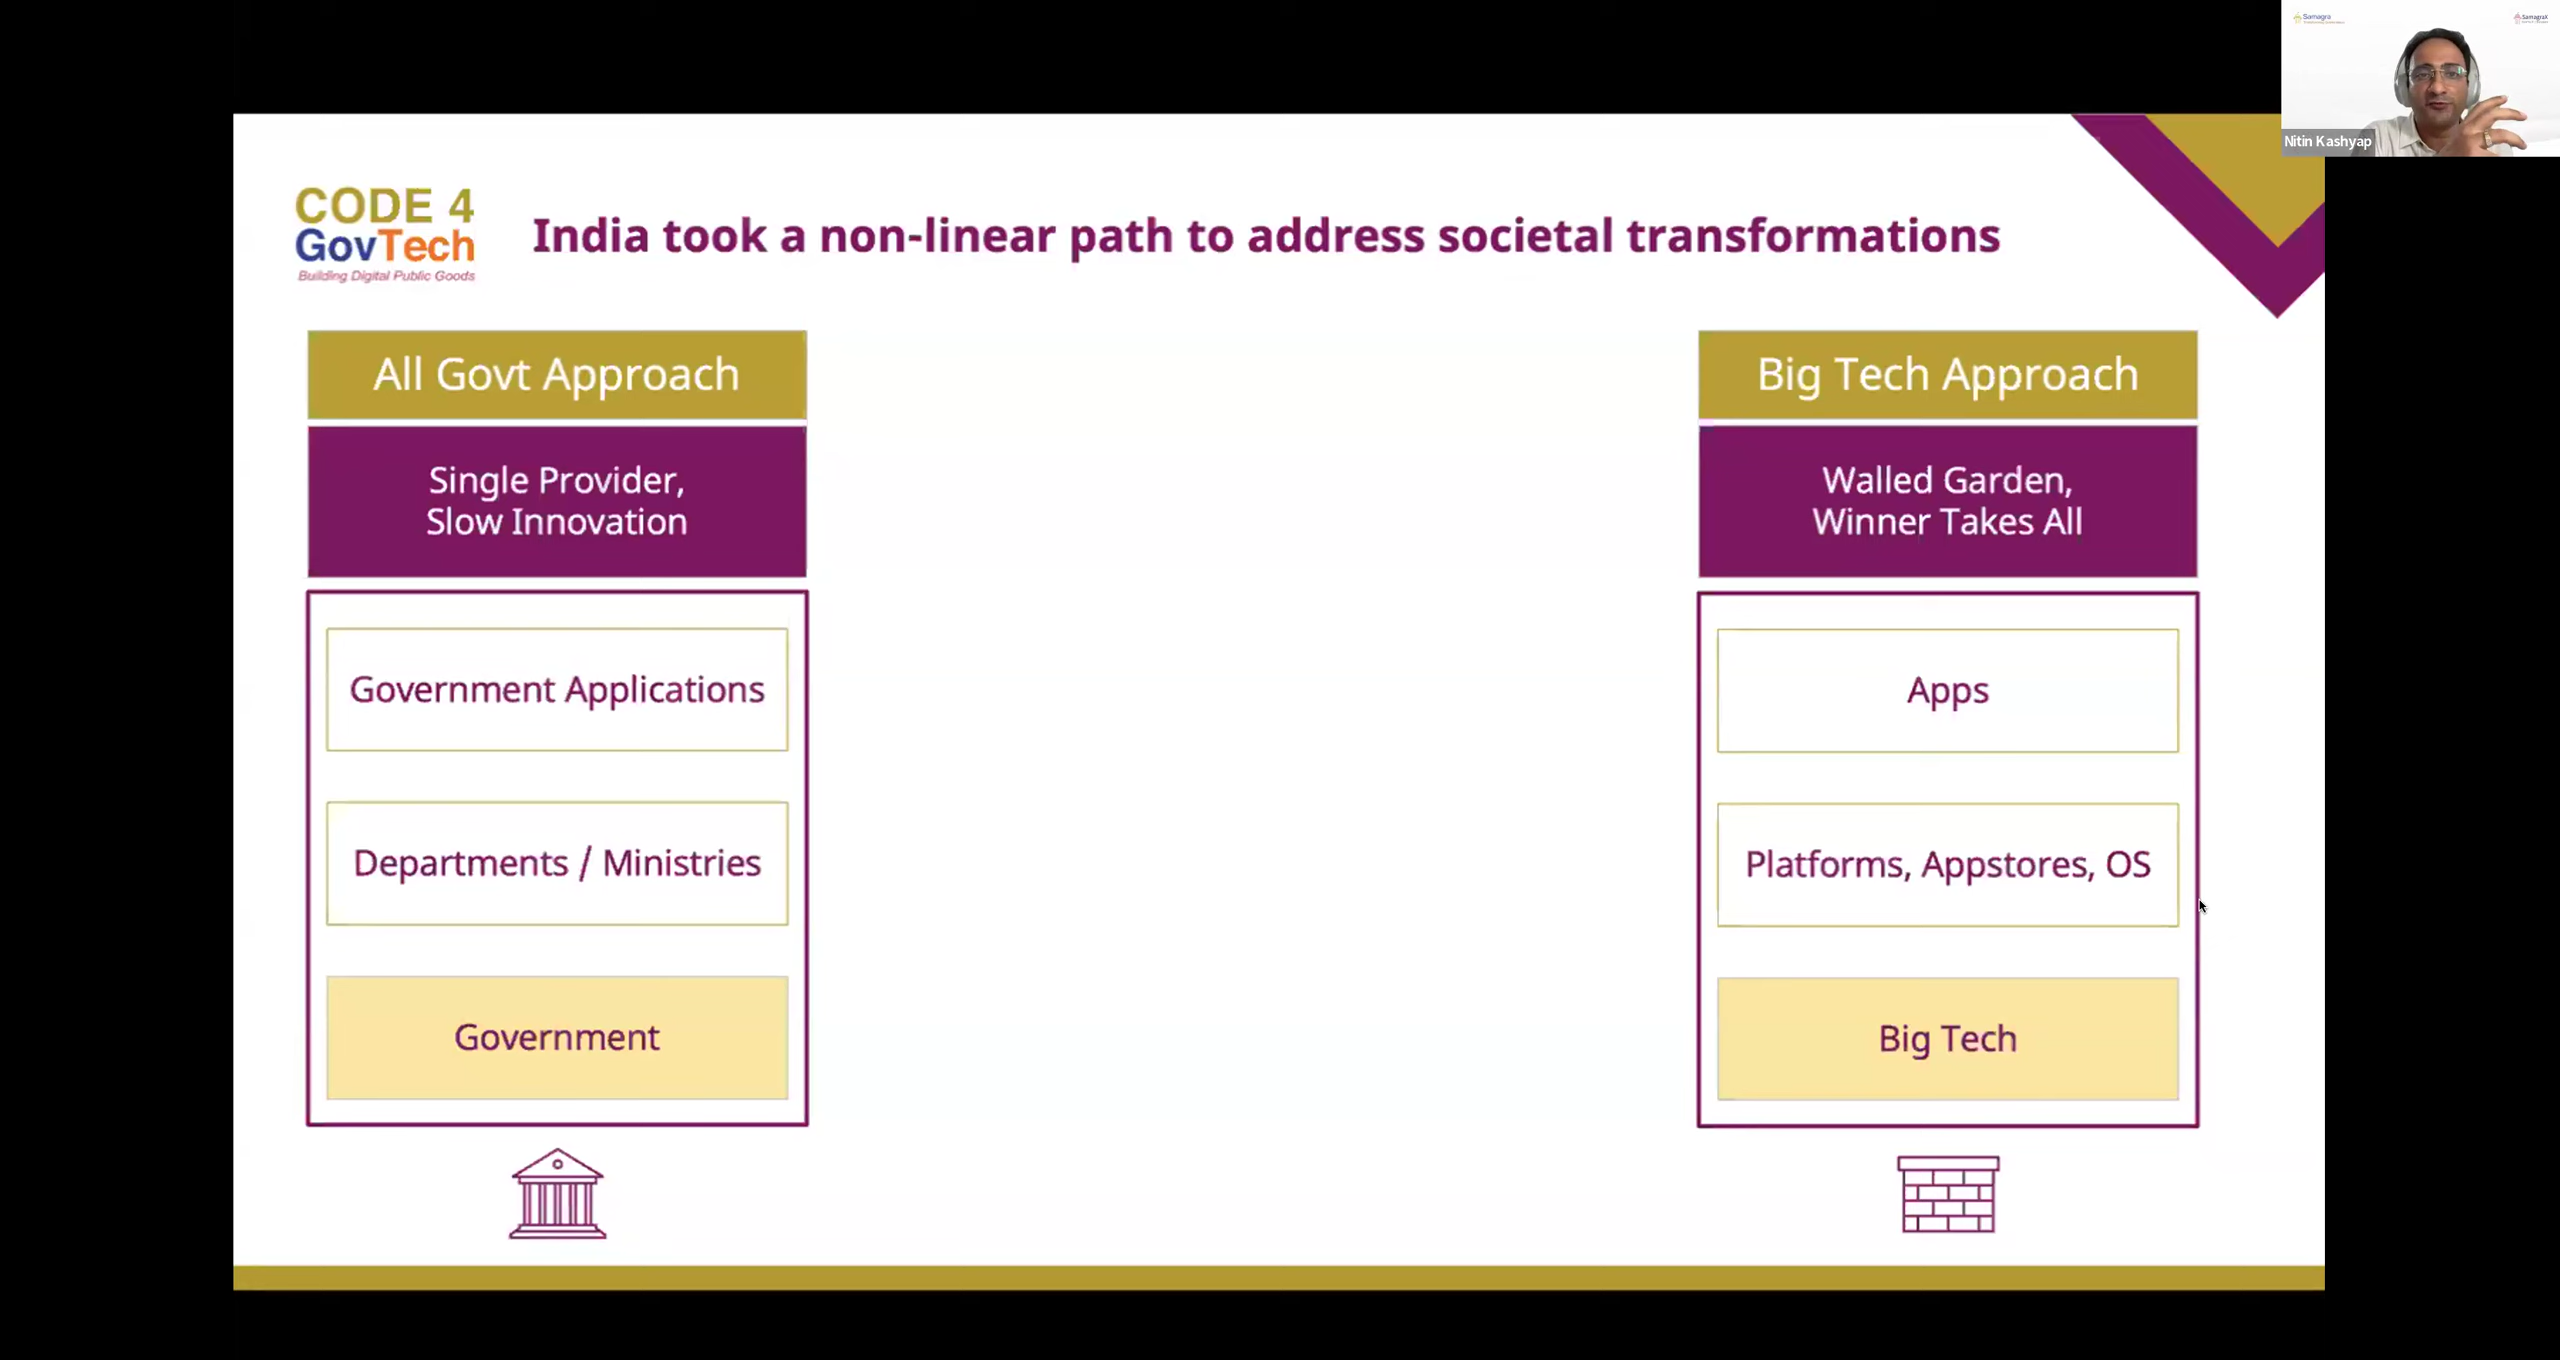 Samagra
SamagraX
Nitin Kashyap
CODE 4
GovTech
Building Digital Public Goods
India took a non-linear path to address societal transformations
All Govt Approach
Single Provider,
Slow Innovation
Government Applications
Departments / Ministries
Government
Big Tech Approach
Walled Garden,
Winner Takes All
Apps
Platforms, Appstores, OS
Big Tech